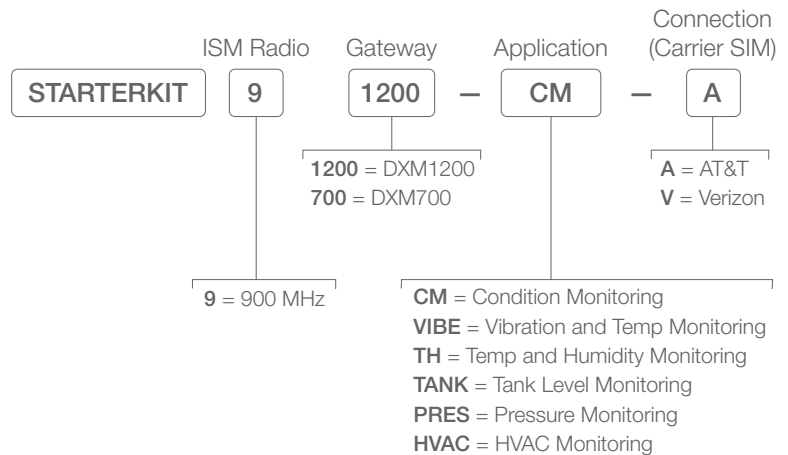 Connection
ISM Radio Gateway Application (Carrier SIM)
STARTERKIT 9 1200 – CM – A
1200 = DXM1200
700 = DXM700
A = AT&T
V = Verizon
9 = 900 MHz
CM = Condition Monitoring
VIBE = Vibration and Temp Monitoring
TH = Temp and Humidity Monitoring
TANK = Tank Level Monitoring
PRES = Pressure Monitoring
HVAC = HVAC Monitoring